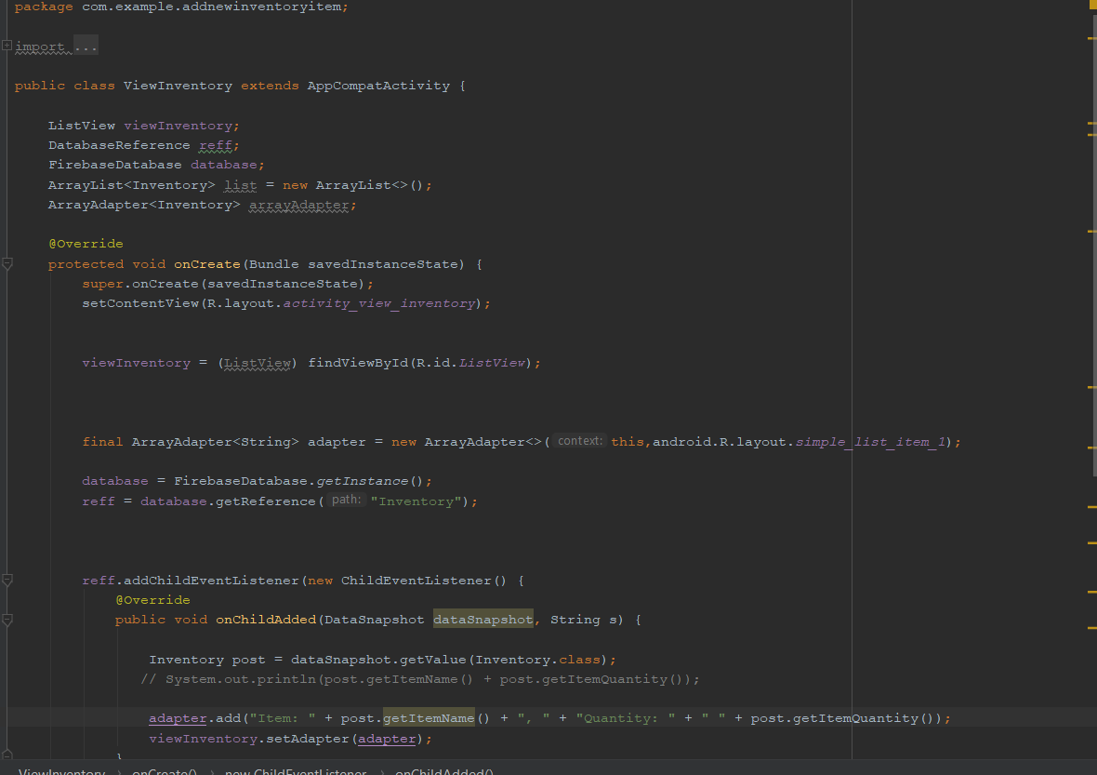 package com.example.addnewinventoryitem;
import ...
public class ViewInventory extends AppCompatActivity {
ListView viewInventory;
DatabaseReference reff;
FirebaseDatabase database;
ArrayList<Inventory> list = new ArrayList<>();
ArrayAdapter<Inventory> arrayAdapter;
@Override
protected void onCreate(Bundle savedInstanceState) {
super.onCreate(savedInstanceState);
setContentView(R.layout.activity_view_inventory);
viewInventory = (ListView) findViewById(R.id.ListView);
final ArrayAdapter<String> adapter = new ArrayAdapter<>( context: this,android.R.layout.simple_list_item_1);
database = FirebaseDatabase.getInstance();
reff = database.getReference( path: "Inventory");
reff.addChildEventListener(new ChildEventListener() {
@Override
public void onChildAdded(DataSnapshot dataSnapshot, String s) {
Inventory post = dataSnapshot.getValue(Inventory.class);
// System.out.println(post.getItemName() + post.getItemQuantity());
adapter.add("Item: " + post.getItemName() + ", " + "Quantity: " + " " + post.getItemQuantity());
viewInventory.setAdapter(adapter);
}
ViewInventory > onCreate() > new ChildEventListener > onChildAdded()